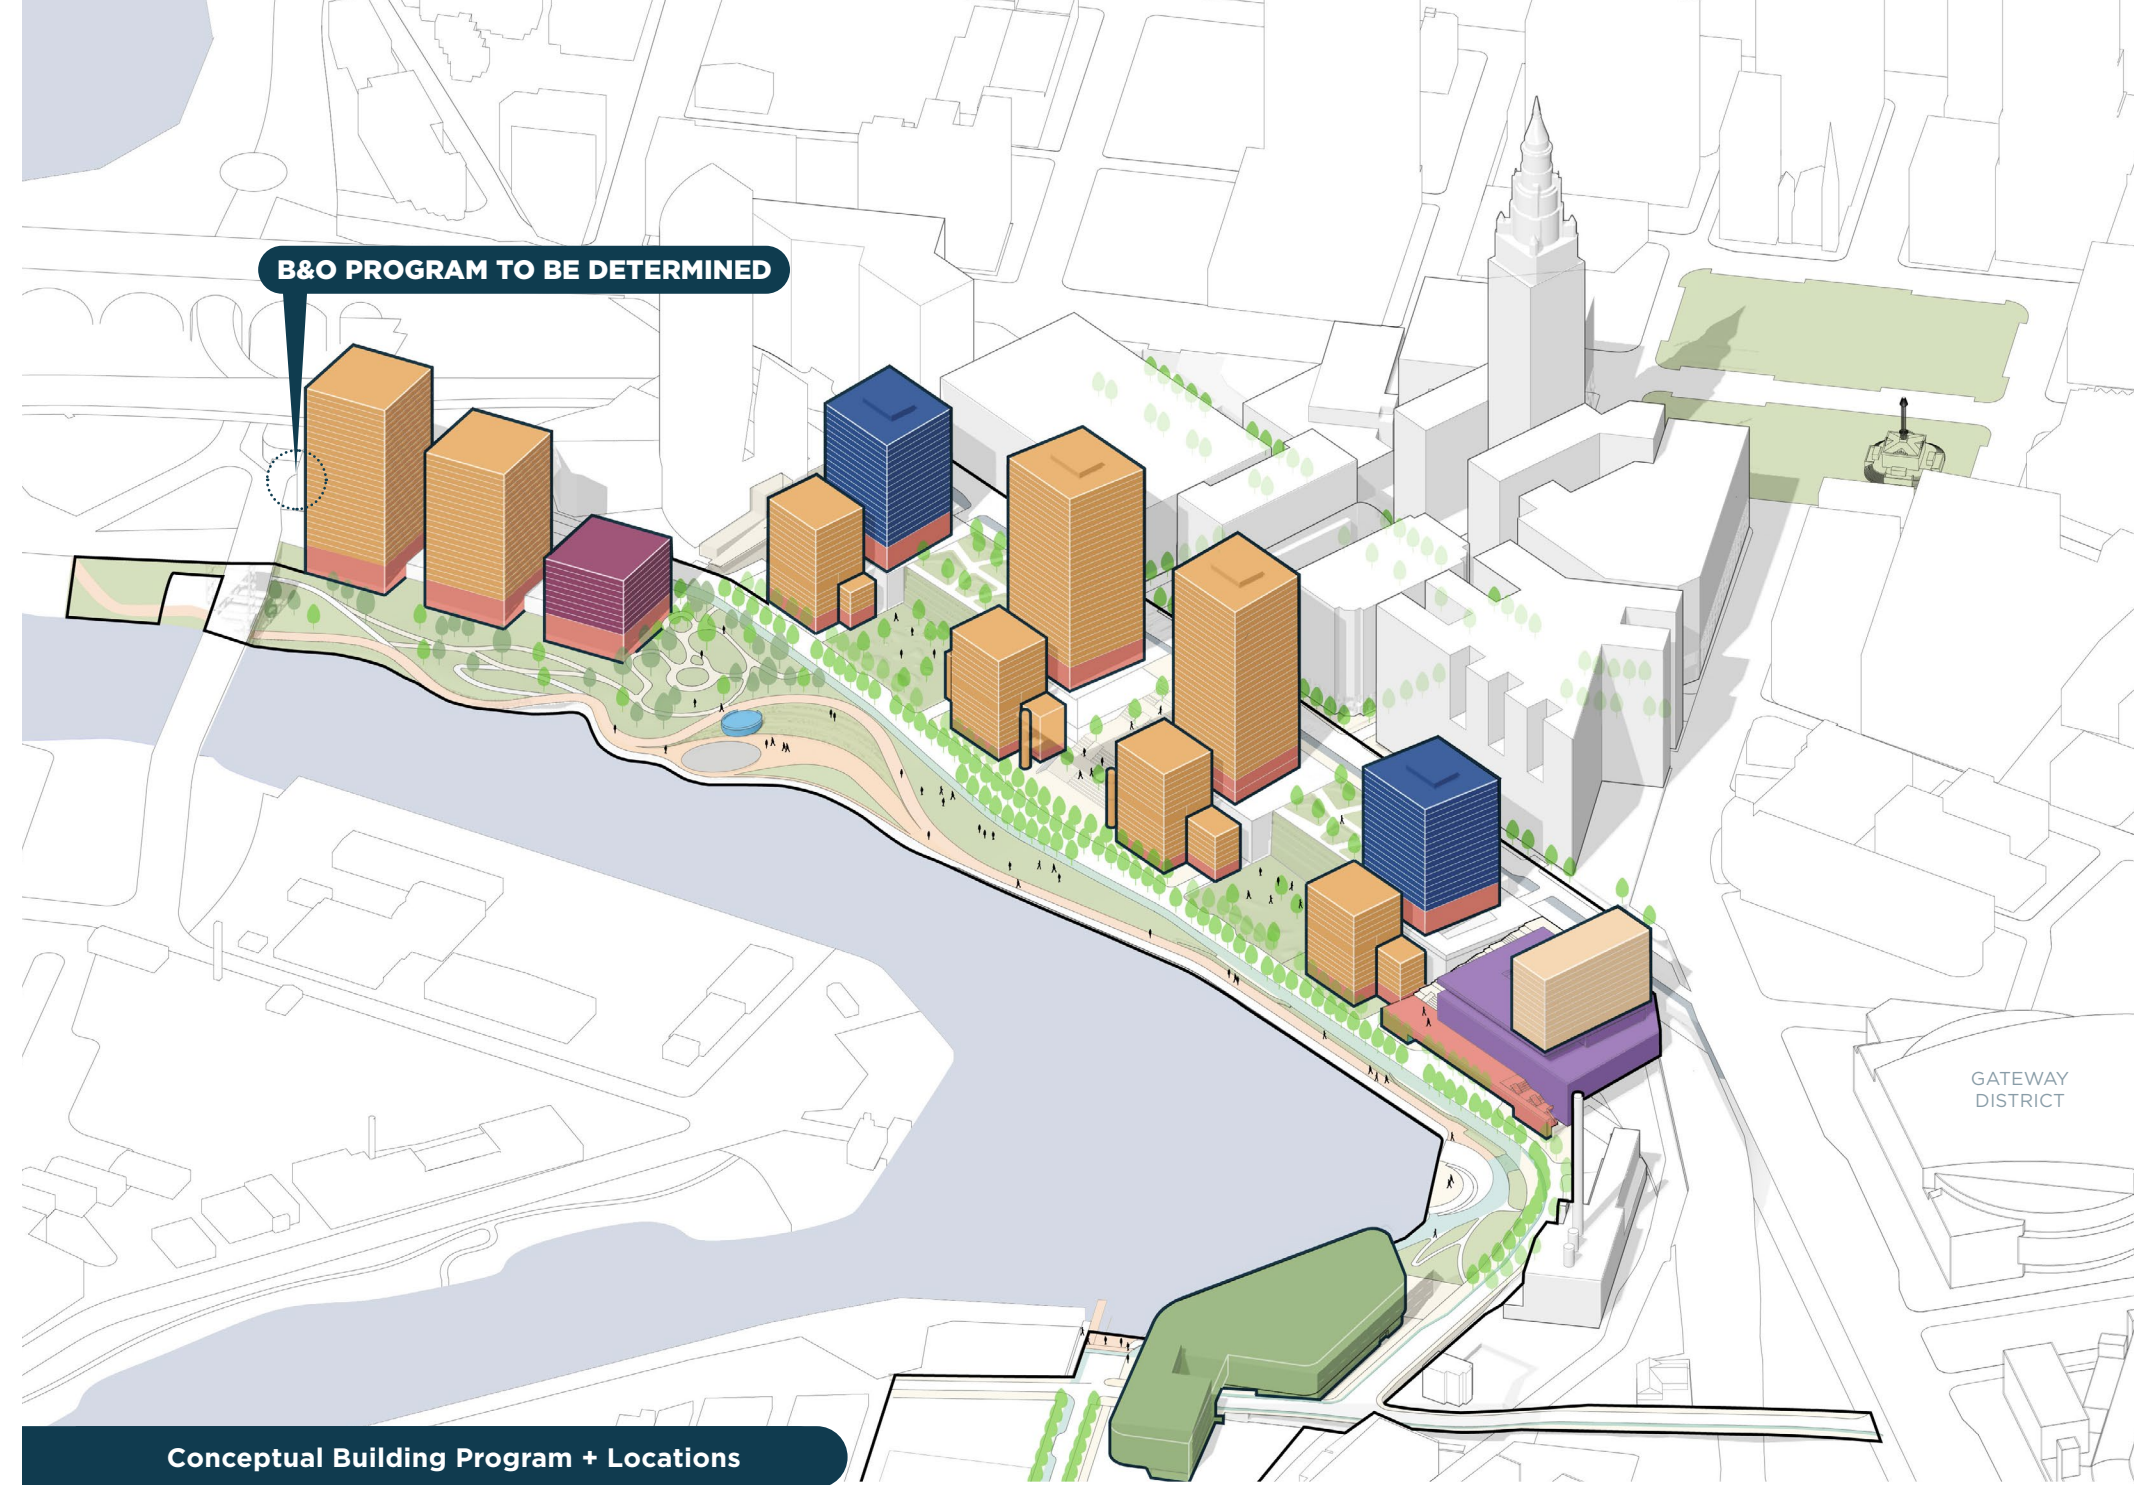 B&O PROGRAM TO BE DETERMINED
GATEWAY
DISTRICT
Conceptual Building Program + Locations